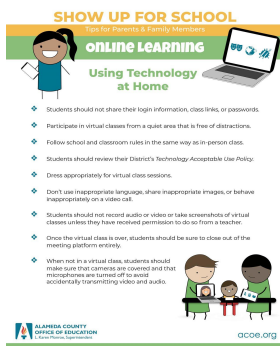 SHOW UP FOR SCHOOL
Tips for Parents & Family Members
ONLINE LEARNING
Using Technology
at Home
Students should not share their login information, class links, or passwords.
Participate in virtual classes from a quiet area that is free of distractions.
Follow school and classroom rules in the same way as in-person class.
Students should review their District's Technology Acceptable Use Policy.
Dress appropriately for virtual class sessions.
Don't use inappropriate language, share inappropriate images, or behave
inappropriately on a video call.
Students should not record audio or video or take screenshots of virtual
classes unless they have received permission to do so from a teacher.
Once the virtual class is over, students should be sure to close out of the
meeting platform entirely.
When not in a virtual class, students should
make sure that cameras are covered and that
microphones are turned off to avoid
accidentally transmitting video and audio.
ALAMEDA COUNTY
OFFICE OF EDUCATION
L. Karen Monroe, Superintendent
acoe.org